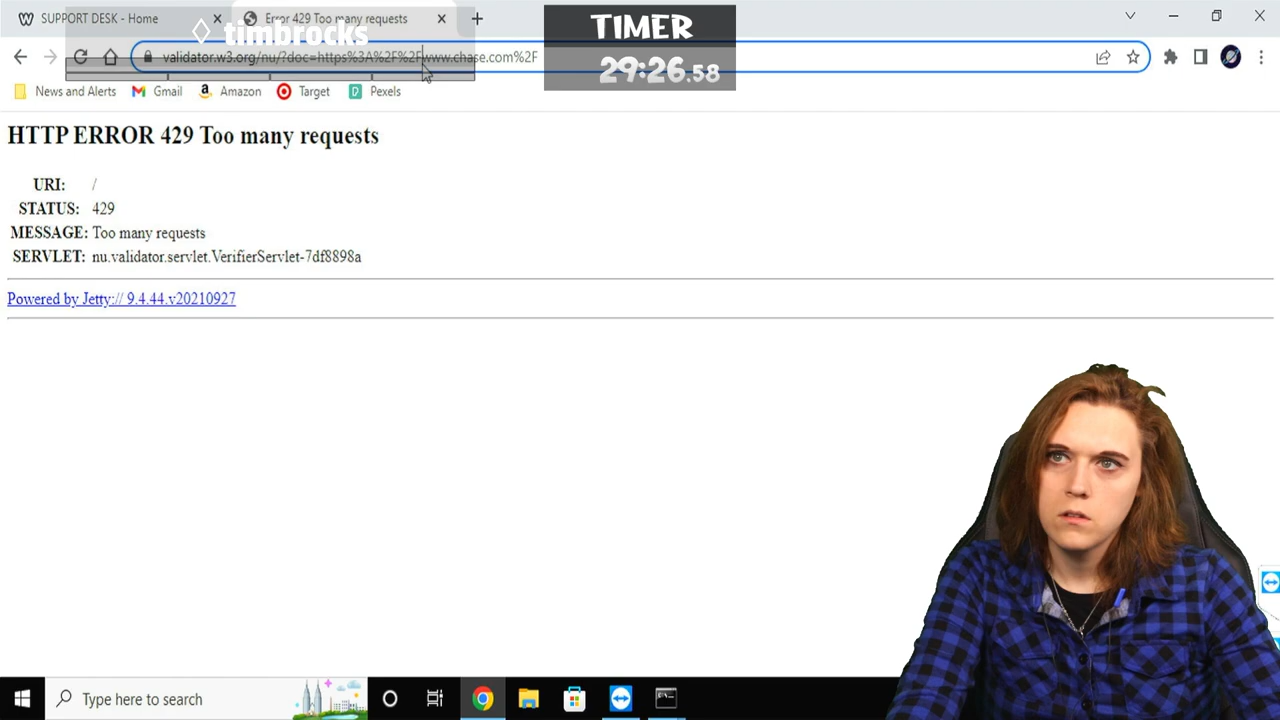 SUPPORT DESK - Home
Error 429 Too many requests
timbrocks
TIMER
29:26.58
validator.w3.org/nu/?doc=https%3A%2F%2Fwww.chase.com%2F
News and Alerts
Gmail
Amazon
Target
Pexels
HTTP ERROR 429 Too many requests
URI: /
STATUS: 429
MESSAGE: Too many requests
SERVLET: nu.validator.servlet.VerifierServlet-7df8898a
Powered by Jetty:// 9.4.44.v20210927
Type here to search